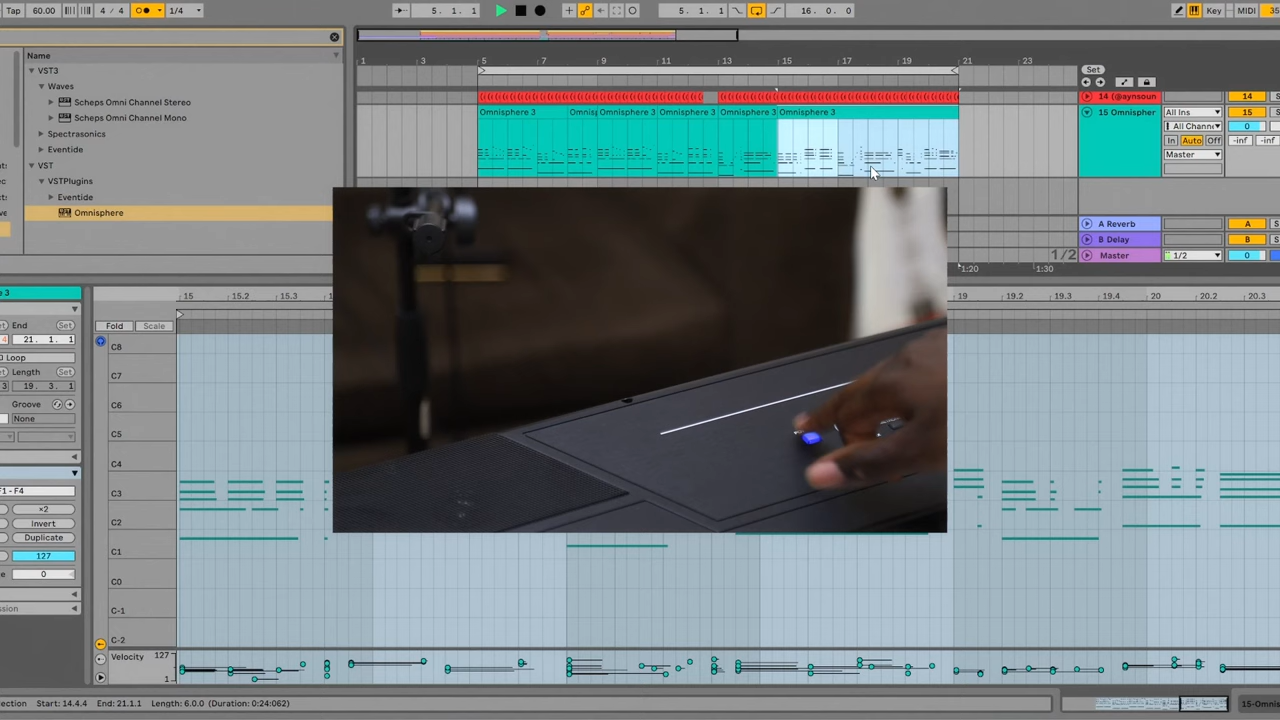 Tap 60.00 4 / 4 1/4 5. 1. 1 5. 1. 1 16. 0. 0 Key MIDI 35
Name
1 3 5 7 9 11 13 15 17 19 21 23 Set
VST3
Waves
Scheps Omni Channel Stereo 14 (@aynsoun 14
Omnisphere 3 Omnisp Omnisphere 3 Omnisphere 3 Omnisphere 3 Omnisphere 3 15 Omnispher All Ins 15
Scheps Omni Channel Mono
All Channe 0
Spectrasonics
In Auto Off -inf -inf
Eventide
Master
VST
VSTPlugins
Eventide
Omnisphere
A Reverb A S
B Delay B S
1/2 Master 1/2 0
1:20 1:30
e 3 15 15.2 15.3 19 19.2 19.3 19.4 20 20.2 20.3
Set End Set Fold Scale
21. 1. 1
C8
Loop
Length Set C7
19. 3. 1
Groove C6
None
C5
C4
F1 - F4 C3
×2
Invert C2
Duplicate
127 C1
0 C0
ssion C-1
C-2
Velocity 127
1
ection Start: 14.4.4 End: 21.1.1 Length: 6.0.0 (Duration: 0:24:062) 15-Omnis